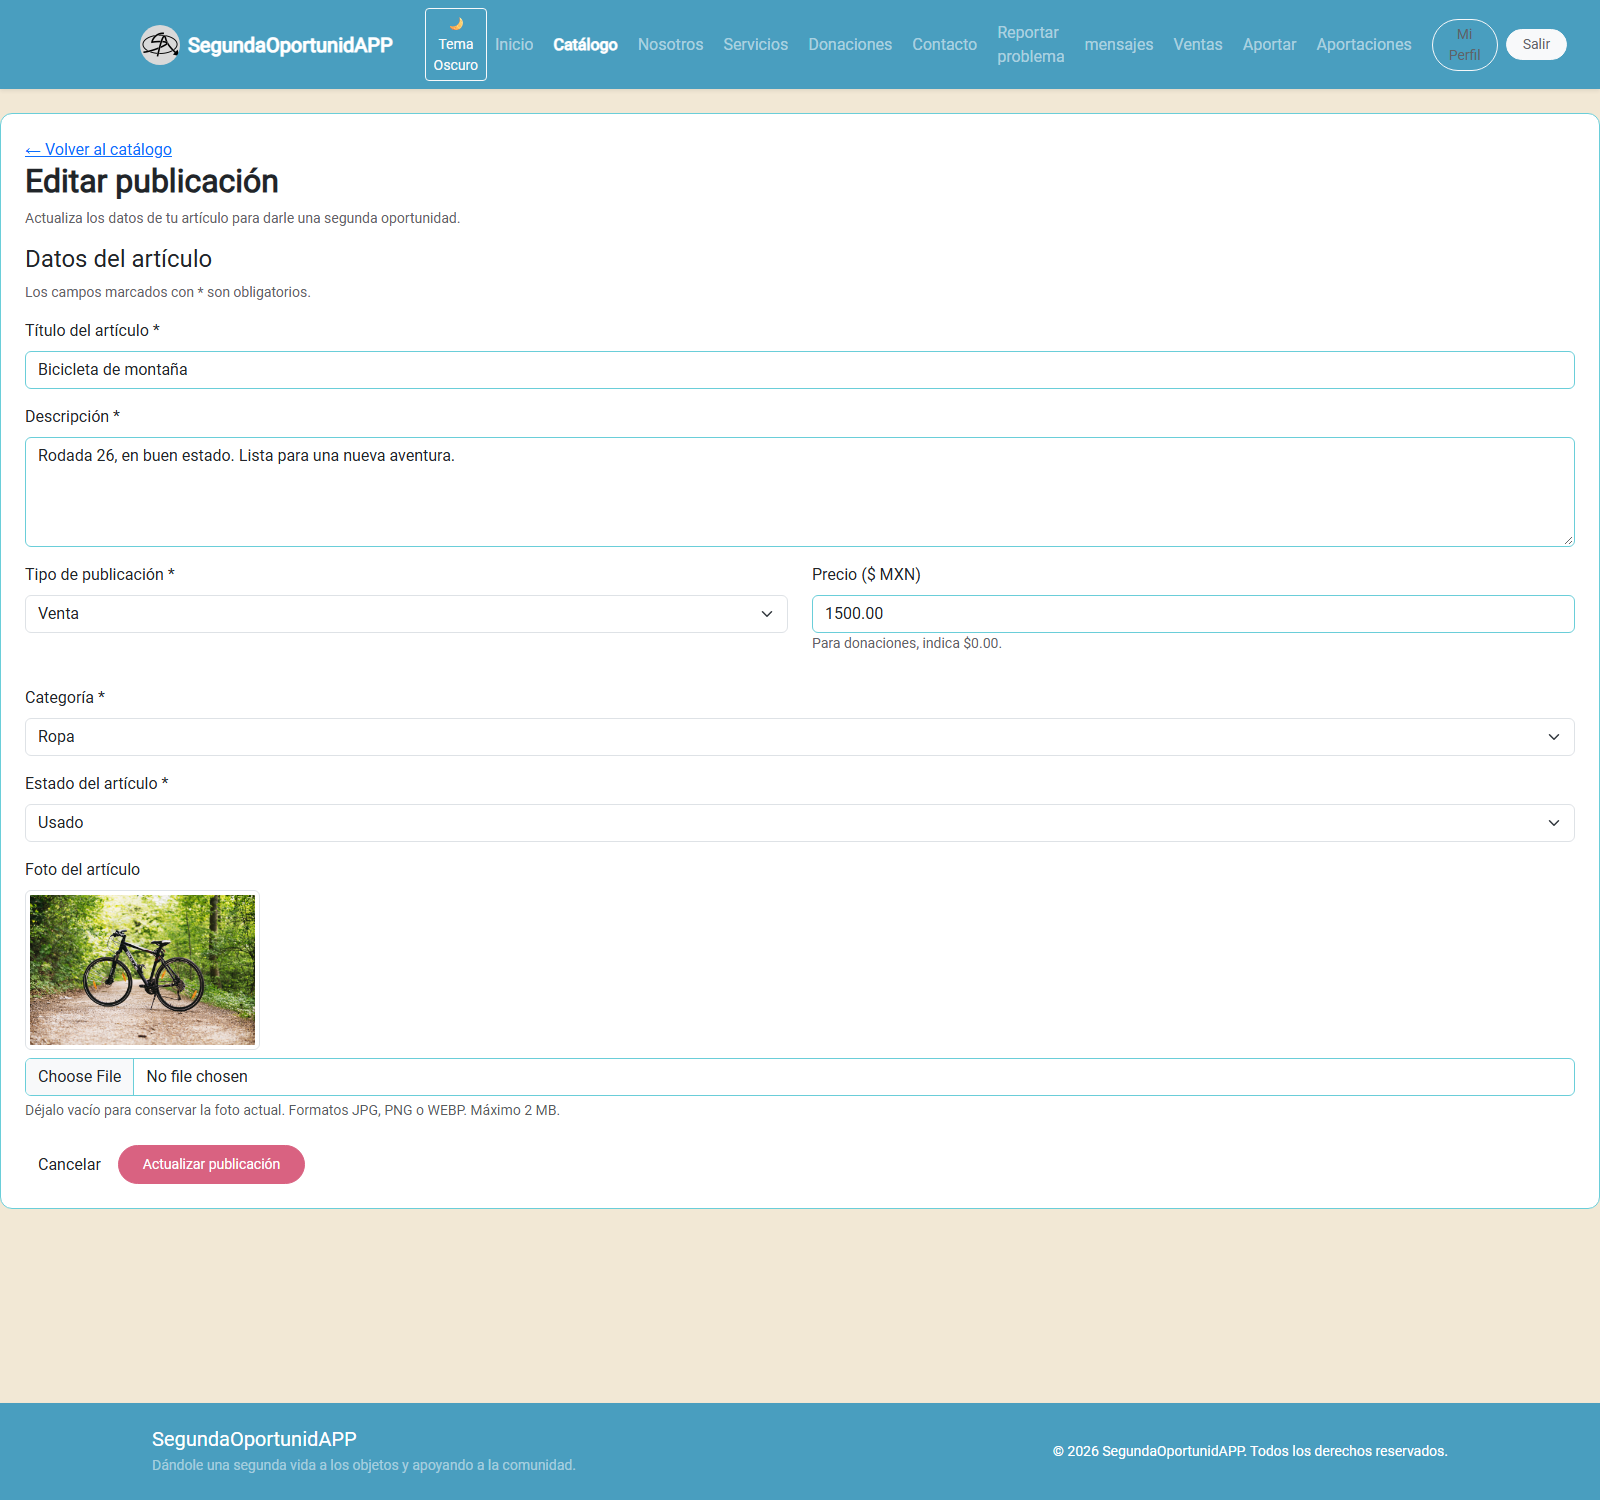 SegundaOportunidAPP
🌙
Tema
Oscuro
Inicio
Catálogo
Nosotros
Servicios
Donaciones
Contacto
Reportar
problema
mensajes
Ventas
Aportar
Aportaciones
Mi
Perfil
Salir
← Volver al catálogo
Editar publicación
Actualiza los datos de tu artículo para darle una segunda oportunidad.
Datos del artículo
Los campos marcados con * son obligatorios.
Título del artículo *
Bicicleta de montaña
Descripción *
Rodada 26, en buen estado. Lista para una nueva aventura.
Tipo de publicación *
Venta
Precio ($ MXN)
1500.00
Para donaciones, indica $0.00.
Categoría *
Ropa
Estado del artículo *
Usado
Foto del artículo
Choose File
No file chosen
Déjalo vacío para conservar la foto actual. Formatos JPG, PNG o WEBP. Máximo 2 MB.
Cancelar
Actualizar publicación
SegundaOportunidAPP
Dándole una segunda vida a los objetos y apoyando a la comunidad.
© 2026 SegundaOportunidAPP. Todos los derechos reservados.